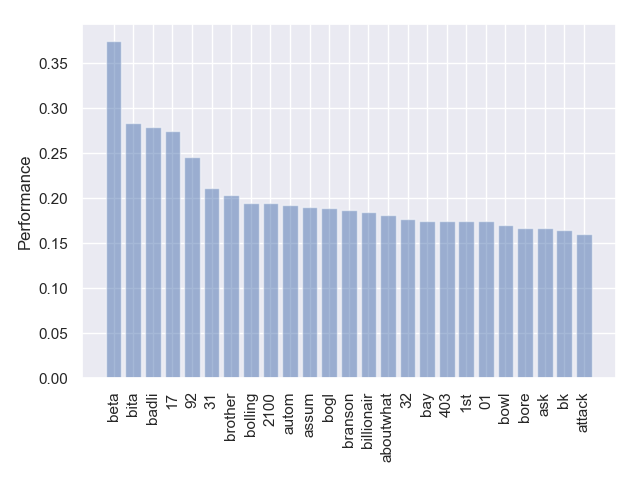 Performance
0.35
0.30
0.25
0.20
0.15
0.10
0.05
0.00
beta
bita
badli
17
92
31
brother
bolling
2100
autom
assum
bogl
branson
billionair
aboutwhat
32
bay
403
1st
01
bowl
bore
ask
bk
attack